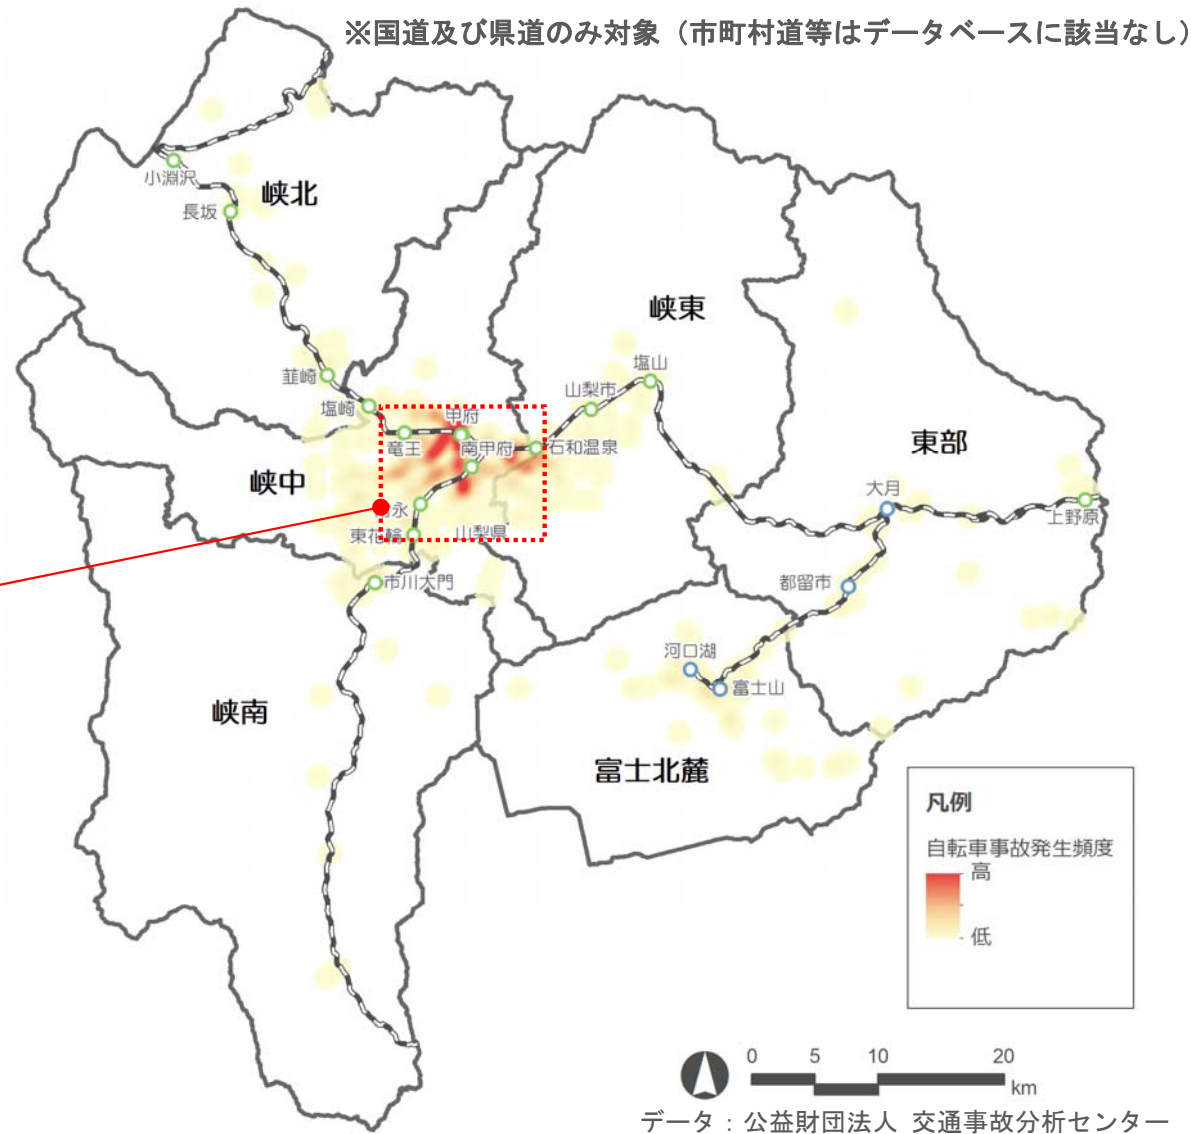 ※国道及び県道のみ対象（市町村道等はデータベースに該当なし）
小淵沢
峡北
長坂
峡東
塩山
韮崎
山梨市
塩崎
甲府
竜王
南甲府
石和温泉
東部
峡中
大月
永
上野原
東花輪
山梨県
市川大門
都留市
河口湖
富士山
峡南
富士北麓
凡例
自転車事故発生頻度
高
低
0 5 10 20
km
データ：公益財団法人 交通事故分析センター